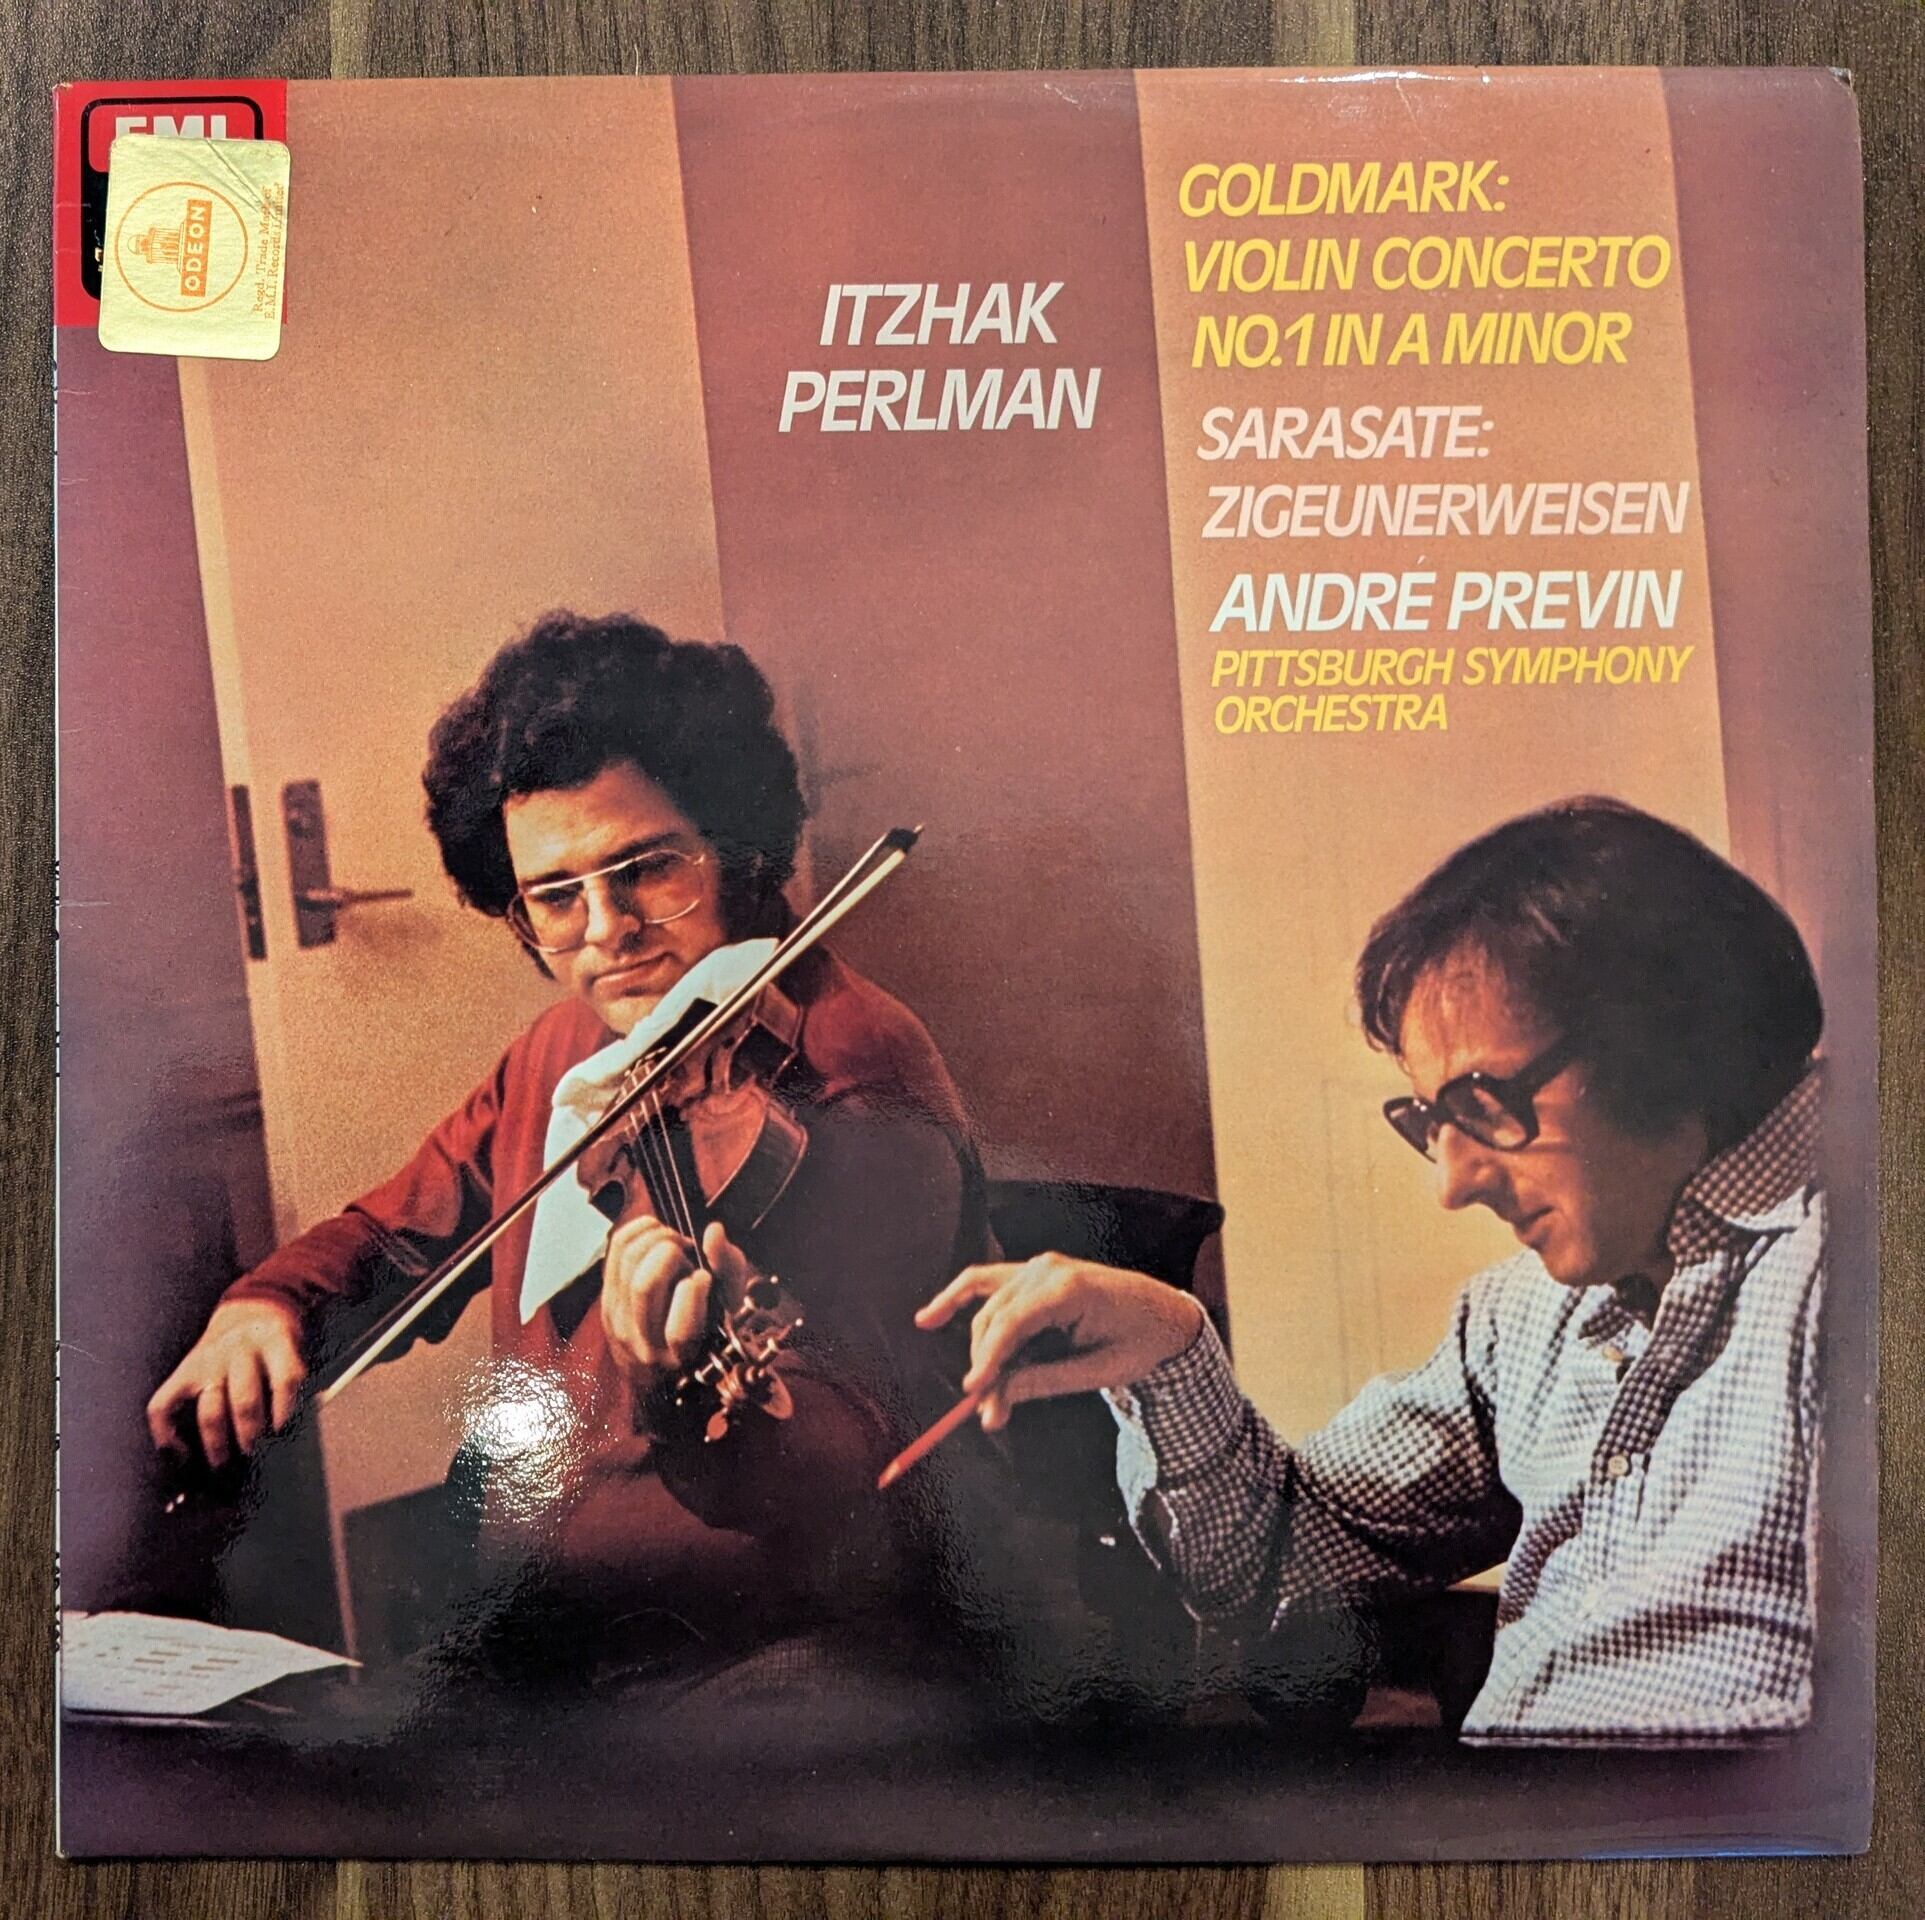 EMI
ODEON
Regd. Trade Mark of
E.M.I. Records Limited
ITZHAK
PERLMAN
GOLDMARK:
VIOLIN CONCERTO
NO.1 IN A MINOR
SARASATE:
ZIGEUNERWEISEN
ANDRÉ PREVIN
PITTSBURGH SYMPHONY
ORCHESTRA